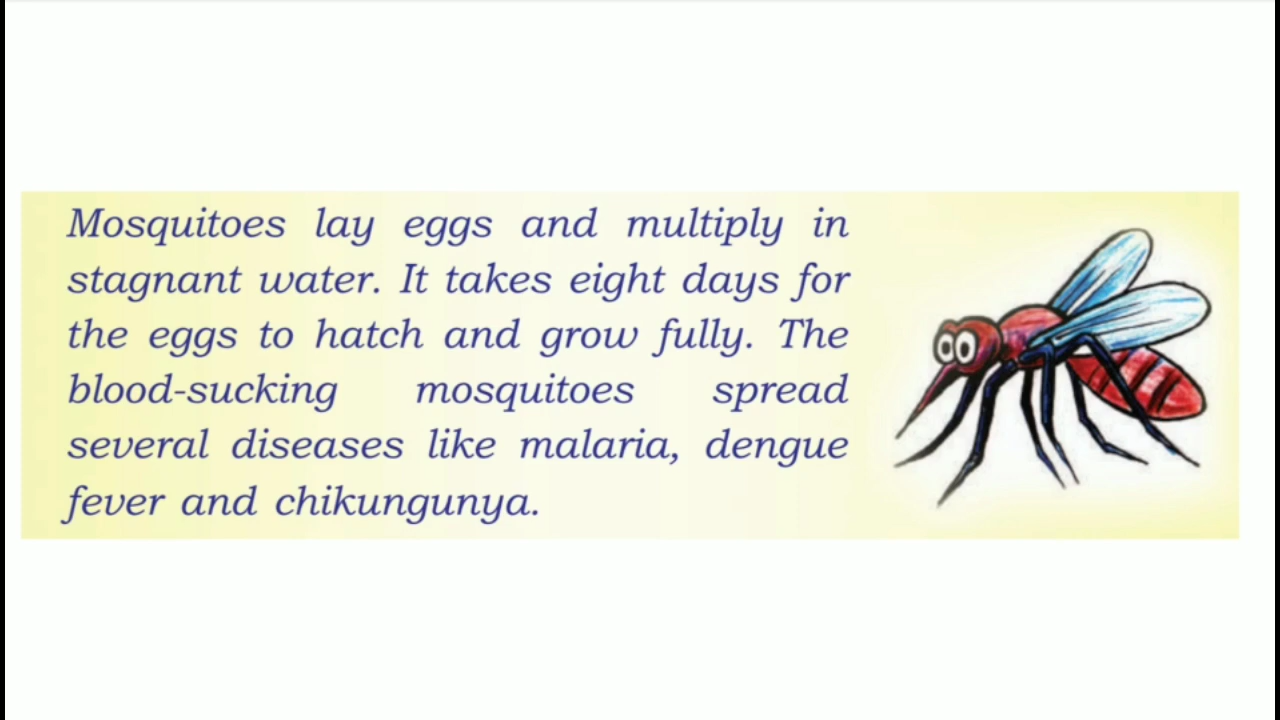 Mosquitoes lay eggs and multiply in
stagnant water. It takes eight days for
the eggs to hatch and grow fully. The
blood-sucking mosquitoes spread
several diseases like malaria, dengue
fever and chikungunya.